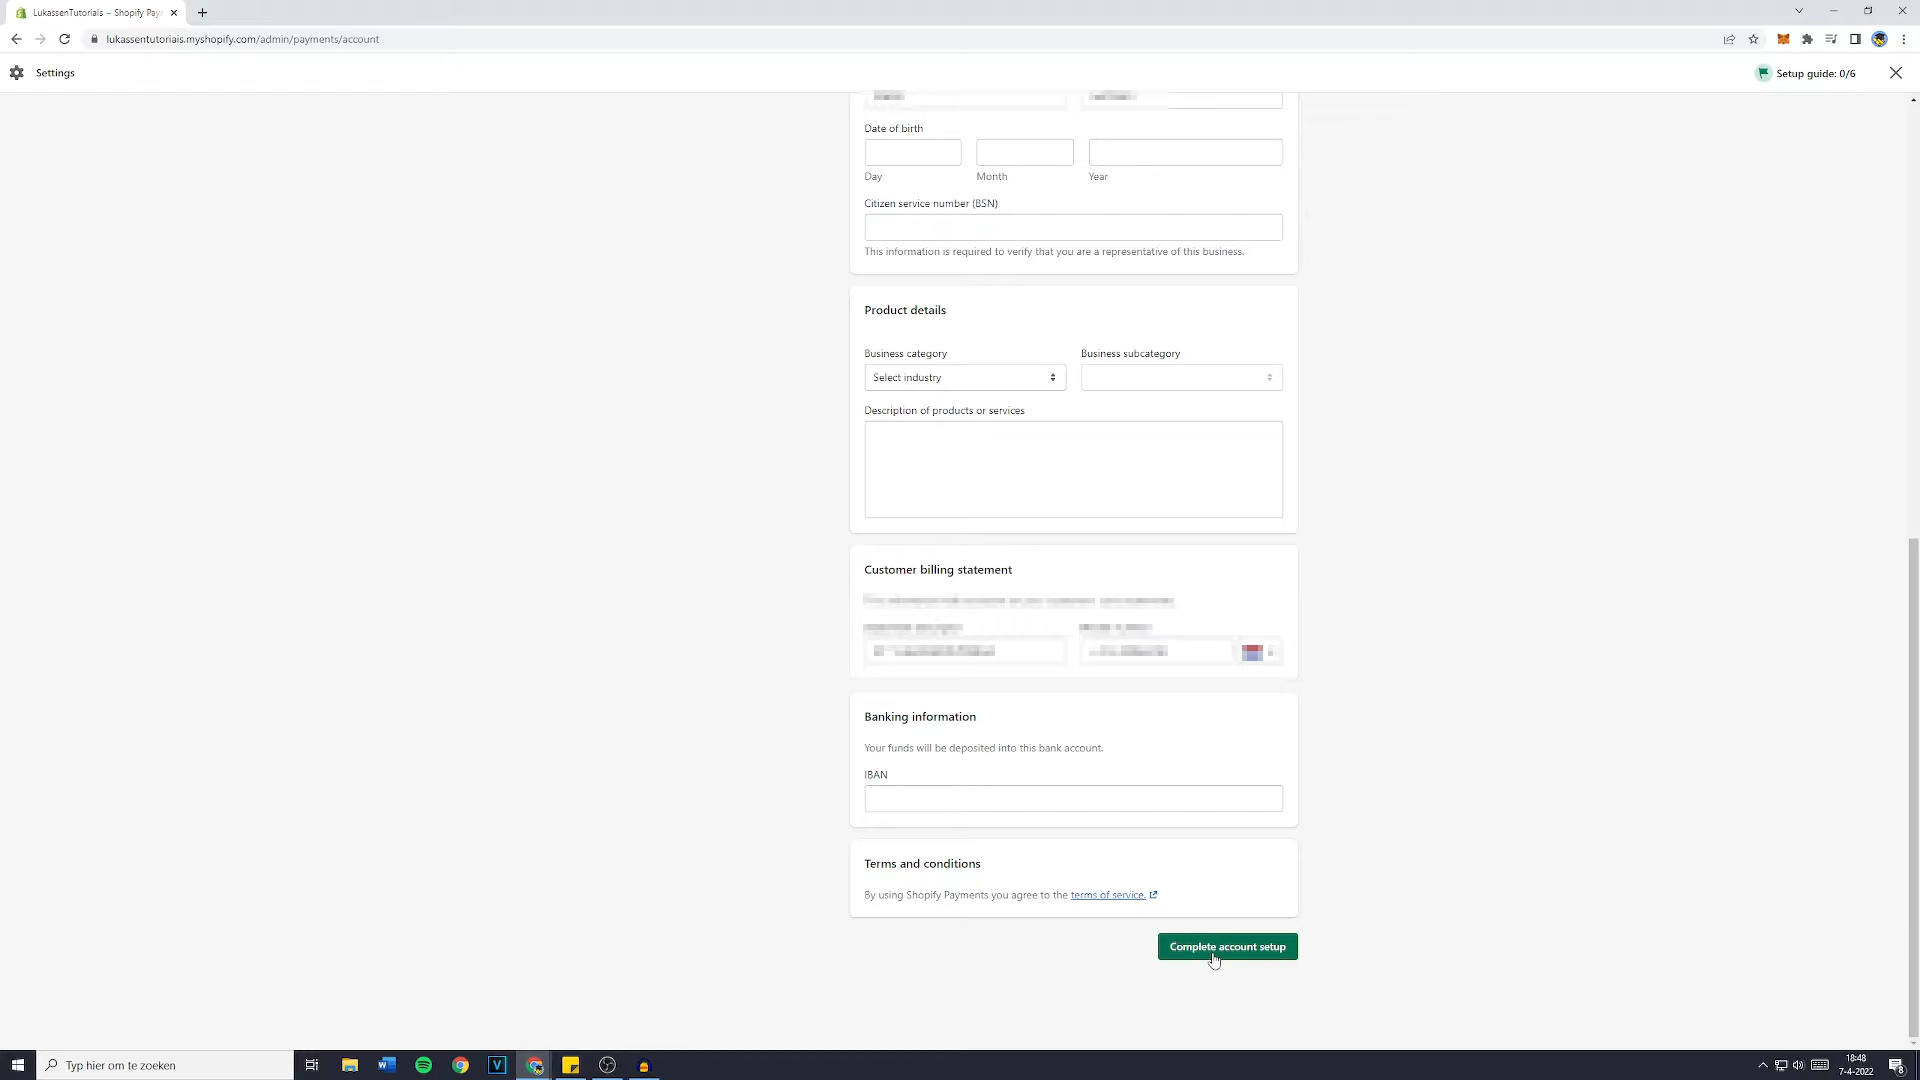 LukassenTutorials – Shopify Pay
lukassentutorials.myshopify.com/admin/payments/account
Settings
Setup guide: 0/6
Date of birth
Day
Month
Year
Citizen service number (BSN)
This information is required to verify that you are a representative of this business.
Product details
Business category
Business subcategory
Select industry
Description of products or services
Customer billing statement
Banking information
Your funds will be deposited into this bank account.
IBAN
Terms and conditions
By using Shopify Payments you agree to the terms of service.
Complete account setup
Typ hier om te zoeken
18:48
7-4-2022
8